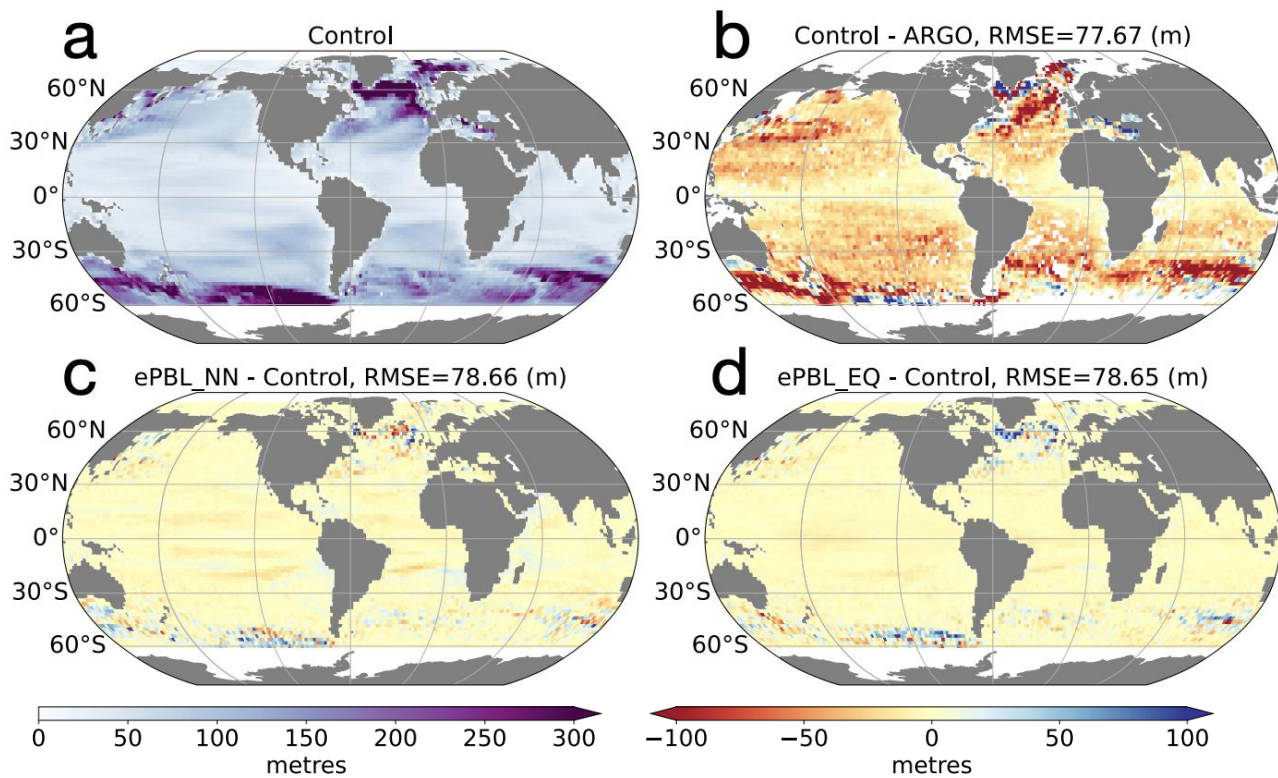 a
Control
60°N
30°N
0°
30°S
60°S
b
Control - ARGO, RMSE=77.67 (m)
60°N
30°N
0°
30°S
60°S
c
ePBL_NN - Control, RMSE=78.66 (m)
60°N
30°N
0°
30°S
60°S
d
ePBL_EQ - Control, RMSE=78.65 (m)
60°N
30°N
0°
30°S
60°S
0 50 100 150 200 250 300
metres
−100 −50 0 50 100
metres